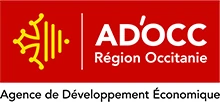 AD'OCC
Région Occitanie
Agence de Développement Économique